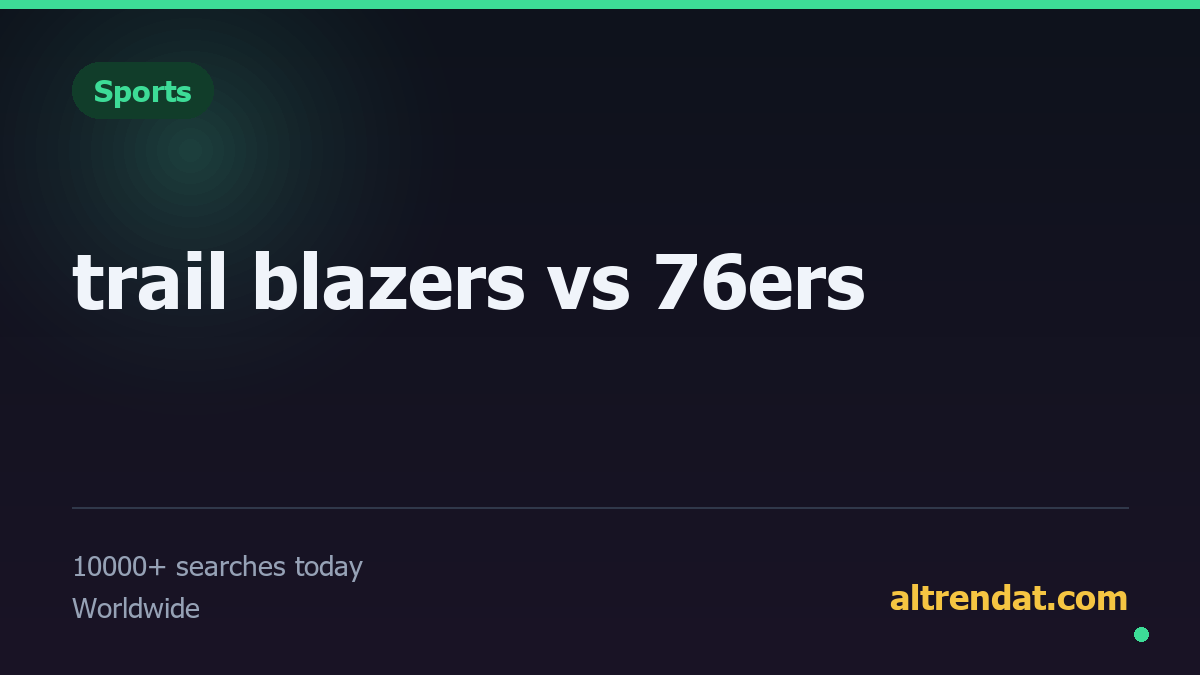 Sports
trail blazers vs 76ers
10000+ searches today
Worldwide
altrendat.com